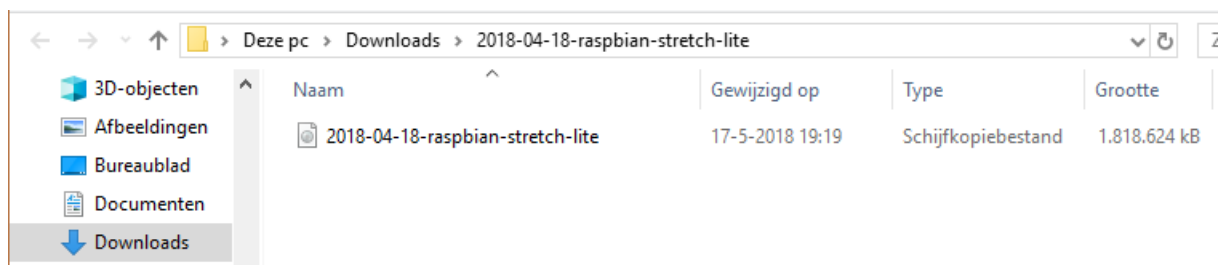 Deze pc > Downloads > 2018-04-18-raspbian-stretch-lite
3D-objecten
Naam Gewijzigd op Type Grootte
Afbeeldingen
2018-04-18-raspbian-stretch-lite 17-5-2018 19:19 Schijfkopiebestand 1.818.624 kB
Bureaublad
Documenten
Downloads